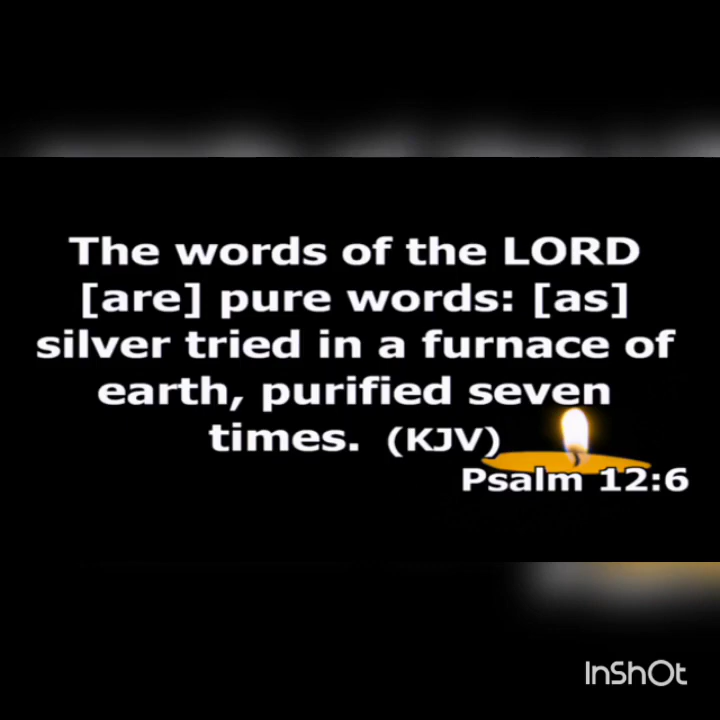 The words of the LORD
[are] pure words: [as]
silver tried in a furnace of
earth, purified seven
times. (KJV)
Psalm 12:6
InShOt